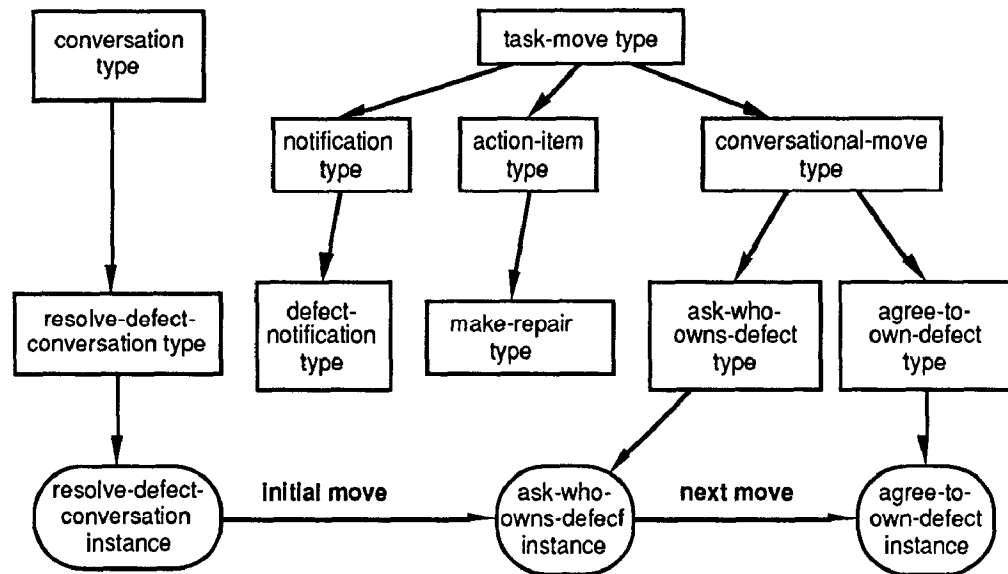 conversation
type
task-move type
notification
type
action-item
type
conversational-move
type
resolve-defect-
conversation type
defect-
notification
type
make-repair
type
ask-who-
owns-defect
type
agree-to-
own-defect
type
resolve-defect-
conversation
instance
initial move
ask-who-
owns-defecf
instance
next move
agree-to-
own-defect
instance